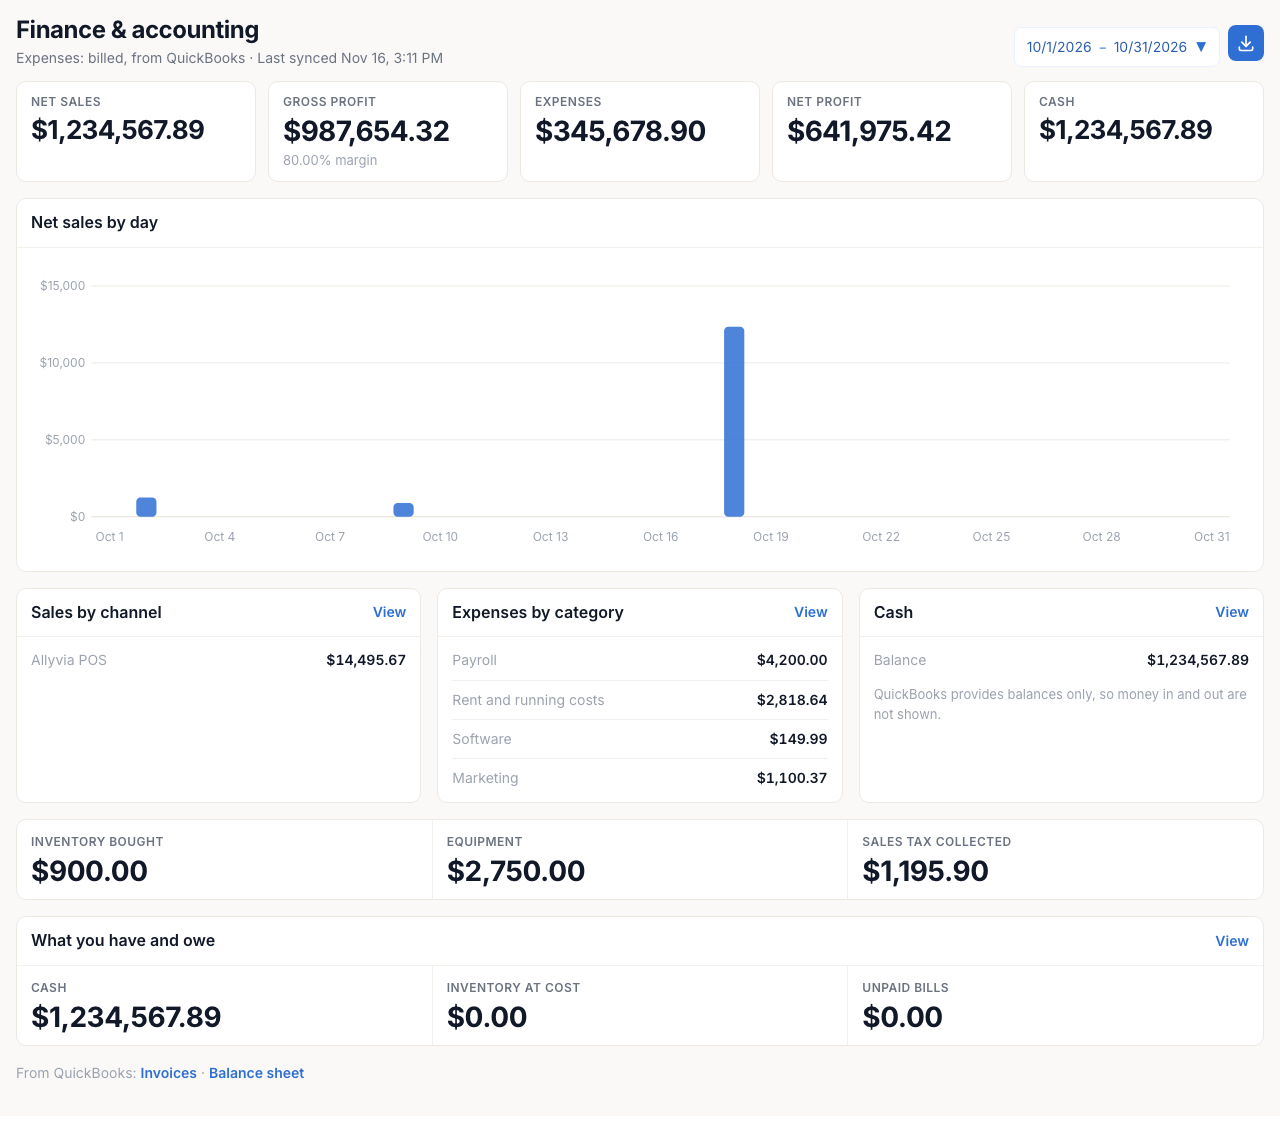 Finance & accounting
Expenses: billed, from QuickBooks · Last synced Nov 16, 3:11 PM
10/1/2026 – 10/31/2026 ▼
NET SALES
$1,234,567.89
GROSS PROFIT
$987,654.32
80.00% margin
EXPENSES
$345,678.90
NET PROFIT
$641,975.42
CASH
$1,234,567.89
Net sales by day
$15,000
$10,000
$5,000
$0
Oct 1 Oct 4 Oct 7 Oct 10 Oct 13 Oct 16 Oct 19 Oct 22 Oct 25 Oct 28 Oct 31
Sales by channel View
Allyvia POS $14,495.67
Expenses by category View
Payroll $4,200.00
Rent and running costs $2,818.64
Software $149.99
Marketing $1,100.37
Cash View
Balance $1,234,567.89
QuickBooks provides balances only, so money in and out are
not shown.
INVENTORY BOUGHT
$900.00
EQUIPMENT
$2,750.00
SALES TAX COLLECTED
$1,195.90
What you have and owe View
CASH
$1,234,567.89
INVENTORY AT COST
$0.00
UNPAID BILLS
$0.00
From QuickBooks: Invoices · Balance sheet